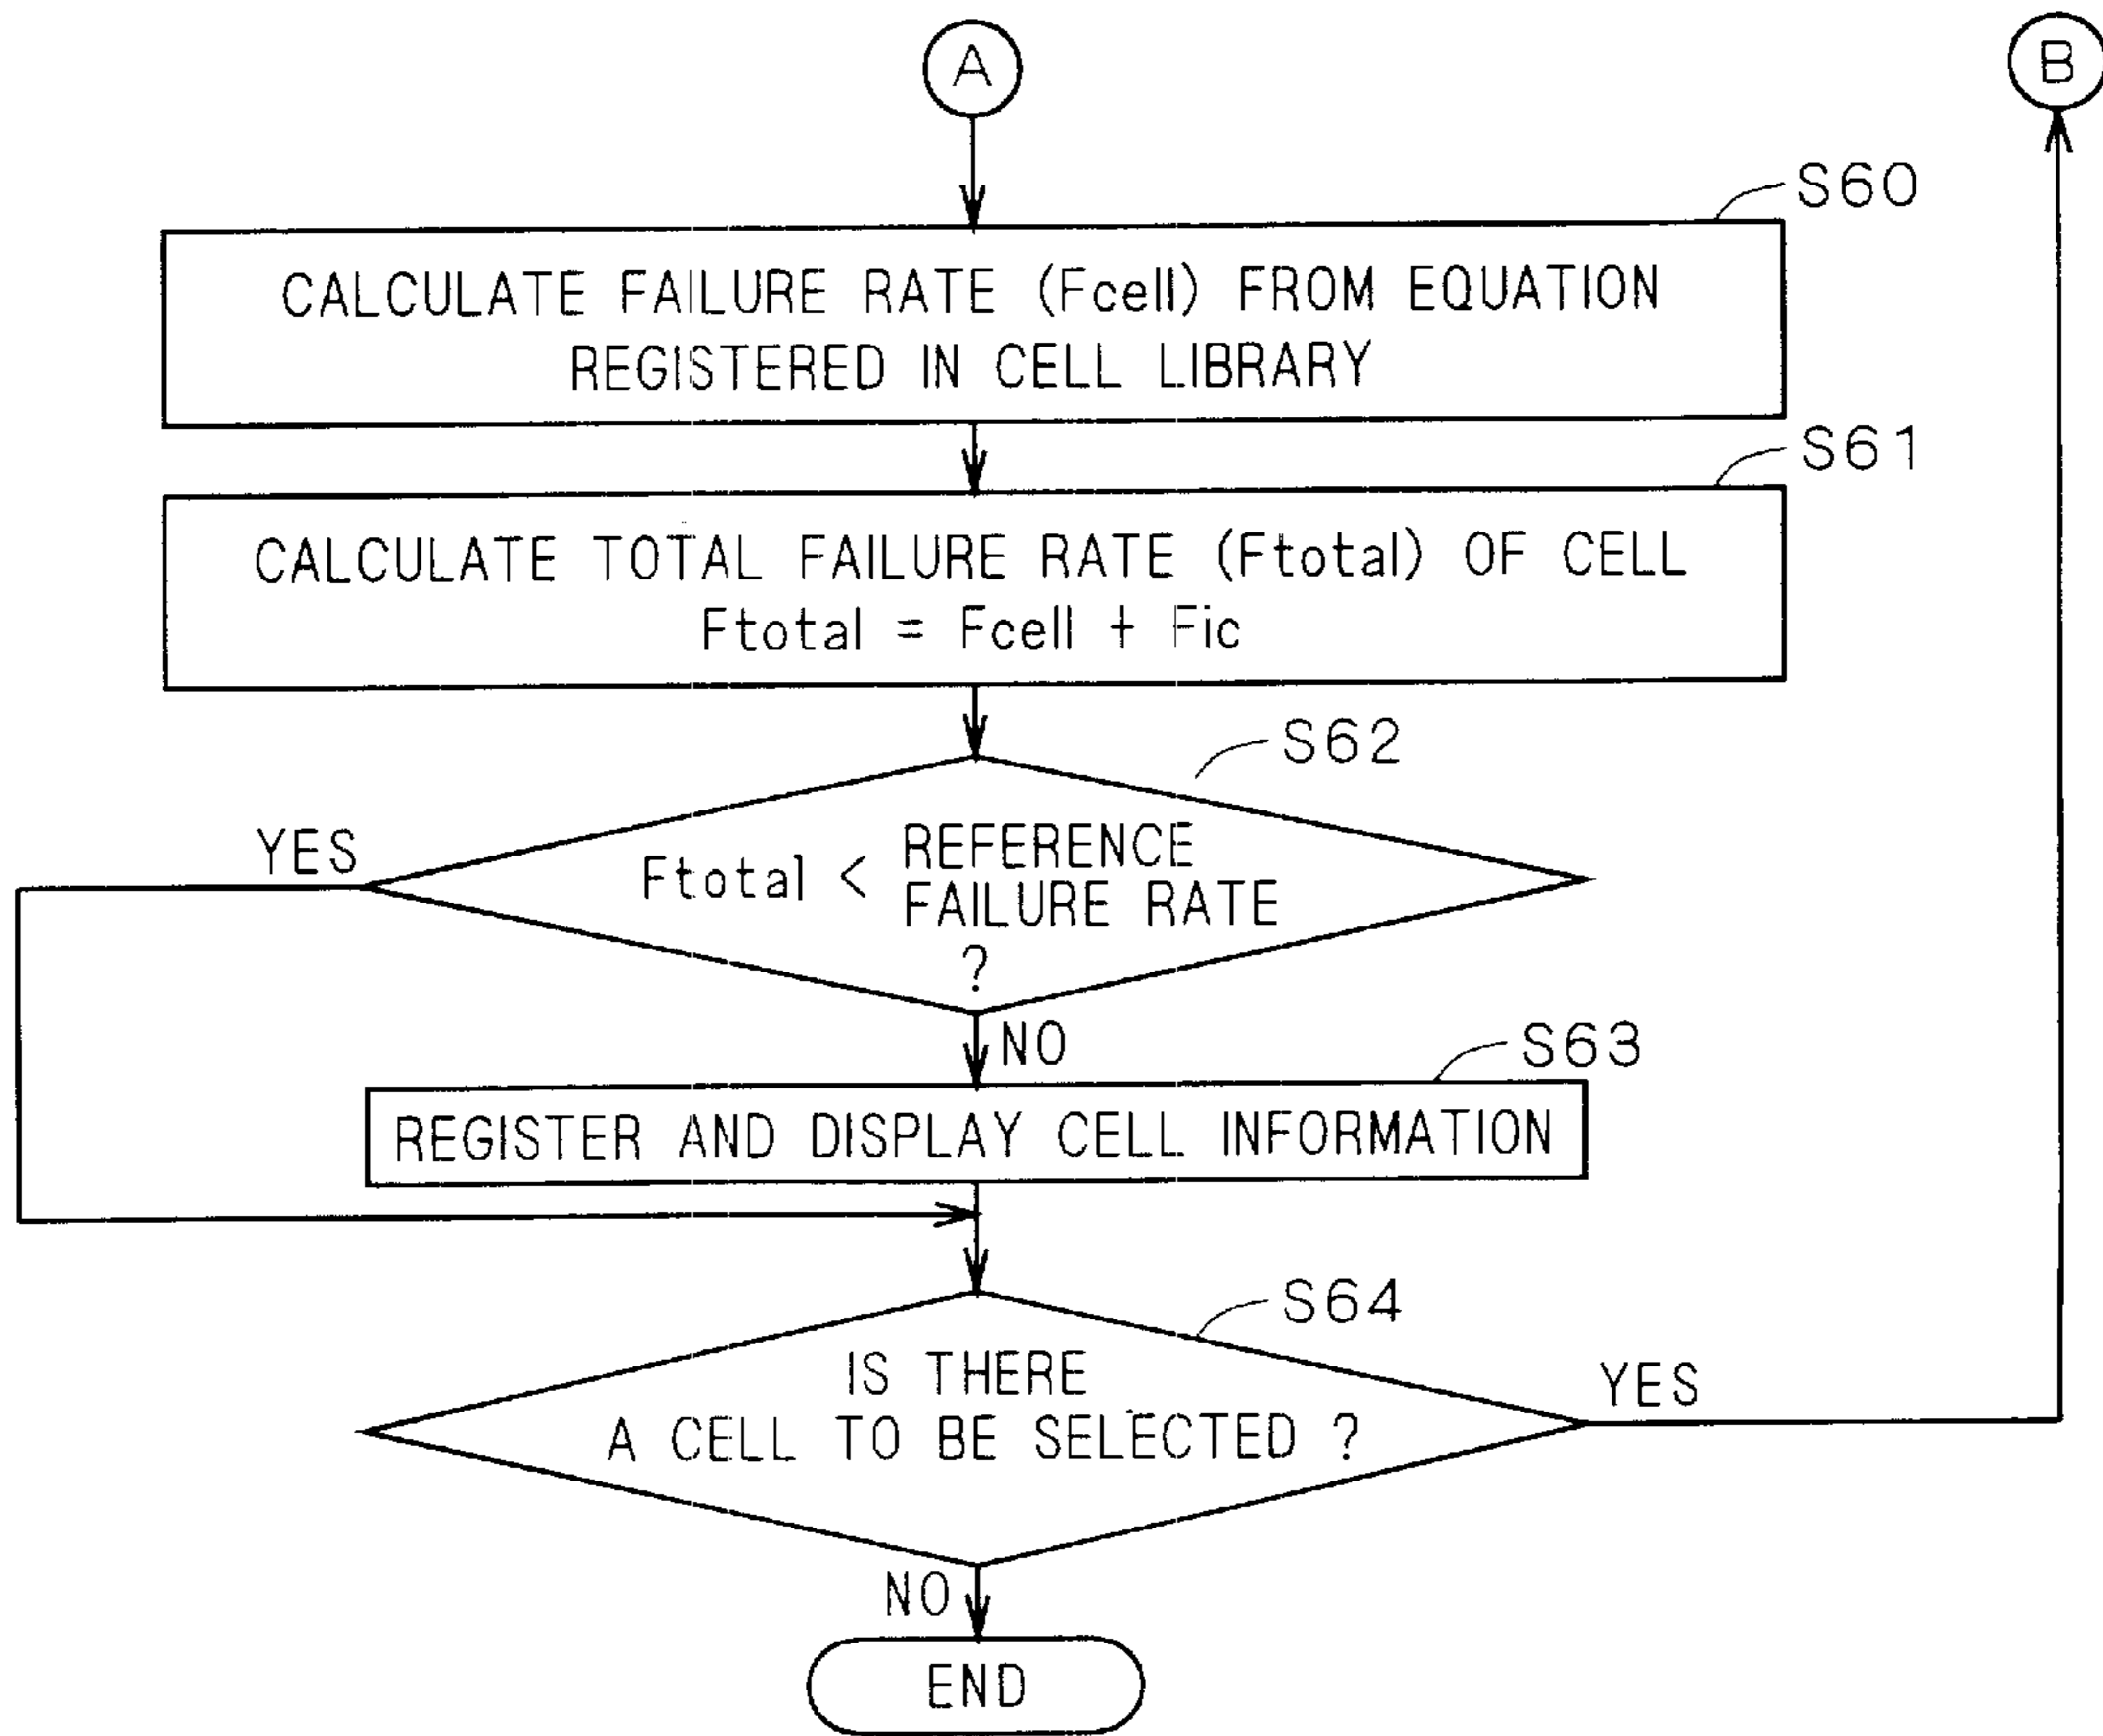 A
B
S60
CALCULATE FAILURE RATE (Fcell) FROM EQUATION
REGISTERED IN CELL LIBRARY
S61
CALCULATE TOTAL FAILURE RATE (Ftotal) OF CELL
Ftotal = Fcell + Fic
S62
YES
Ftotal < REFERENCE
FAILURE RATE
?
NO
S63
REGISTER AND DISPLAY CELL INFORMATION
S64
IS THERE
A CELL TO BE SELECTED ?
YES
NO
END